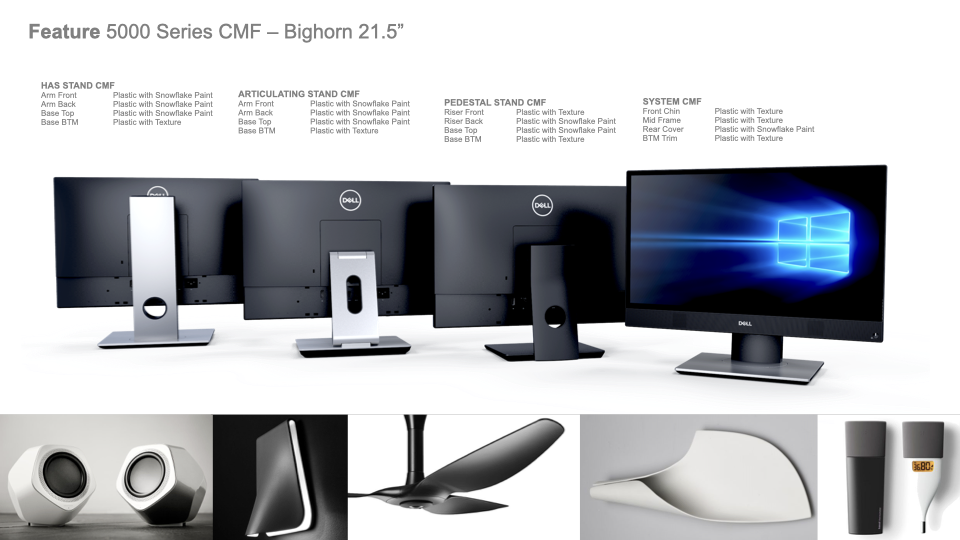 Feature 5000 Series CMF – Bighorn 21.5”
HAS STAND CMF
Arm Front Plastic with Snowflake Paint
Arm Back Plastic with Snowflake Paint
Base Top Plastic with Snowflake Paint
Base BTM Plastic with Texture
ARTICULATING STAND CMF
Arm Front Plastic with Snowflake Paint
Arm Back Plastic with Snowflake Paint
Base Top Plastic with Snowflake Paint
Base BTM Plastic with Texture
PEDESTAL STAND CMF
Riser Front Plastic with Texture
Riser Back Plastic with Snowflake Paint
Base Top Plastic with Snowflake Paint
Base BTM Plastic with Texture
SYSTEM CMF
Front Chin Plastic with Texture
Mid Frame Plastic with Texture
Rear Cover Plastic with Snowflake Paint
BTM Trim Plastic with Texture
DELL
DELL
DELL
DELL